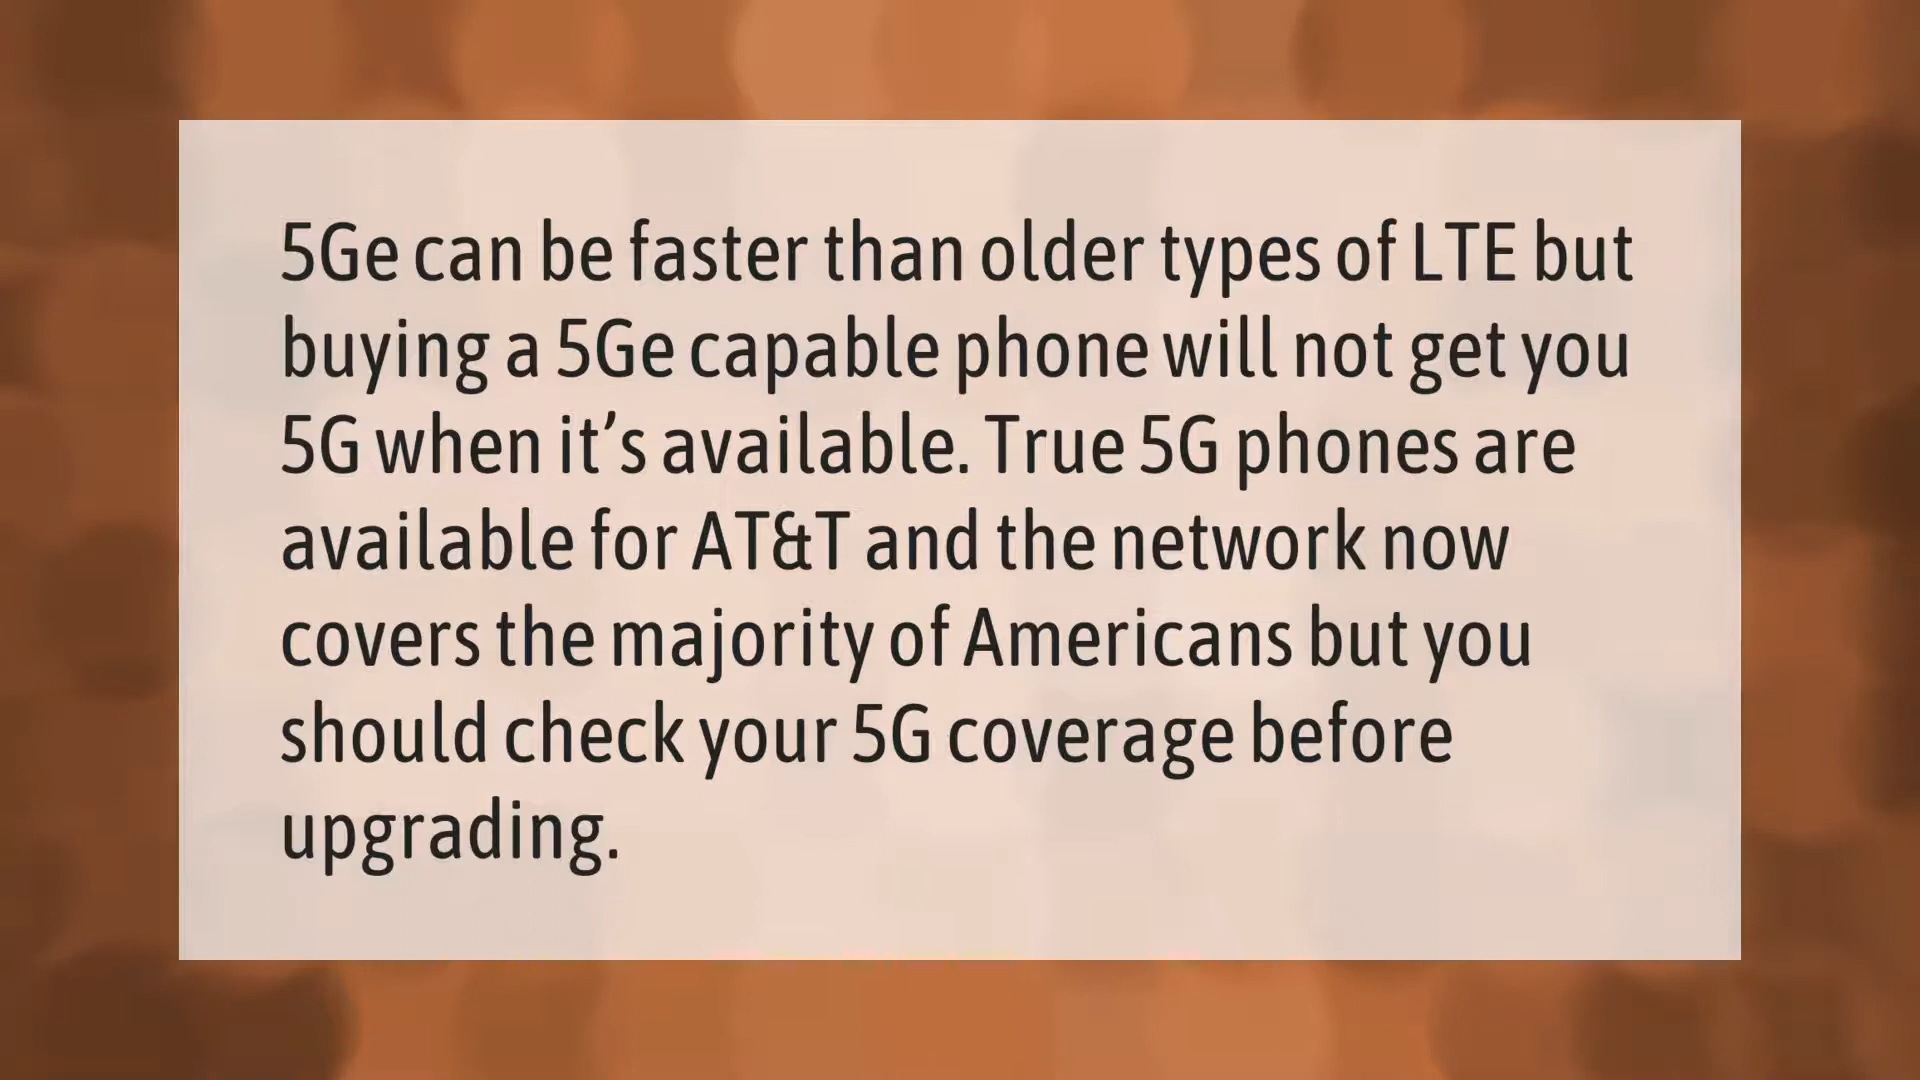 5Ge can be faster than older types of LTE but
buying a 5Ge capable phone will not get you
5G when it’s available. True 5G phones are
available for AT&T and the network now
covers the majority of Americans but you
should check your 5G coverage before
upgrading.